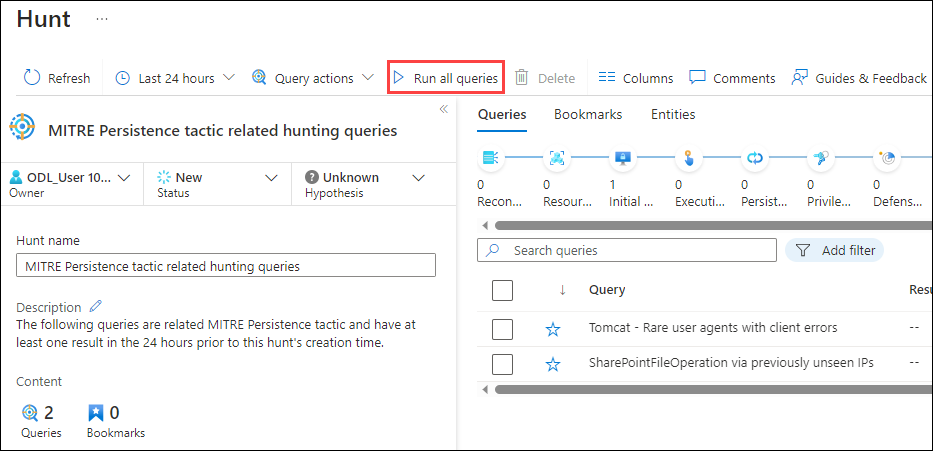 Hunt ...
Refresh Last 24 hours Query actions Run all queries Delete Columns Comments Guides & Feedback
«
MITRE Persistence tactic related hunting queries
ODL_User 10... New Unknown
Owner Status Hypothesis
Hunt name
MITRE Persistence tactic related hunting queries
Description
The following queries are related MITRE Persistence tactic and have at
least one result in the 24 hours prior to this hunt's creation time.
Content
2 0
Queries Bookmarks
Queries Bookmarks Entities
0 0 1 0 0 0 0
Recon... Resour... Initial ... Executi... Persist... Privile... Defens...
Search queries Add filter
↓ Query Resu
Tomcat - Rare user agents with client errors --
SharePointFileOperation via previously unseen IPs --